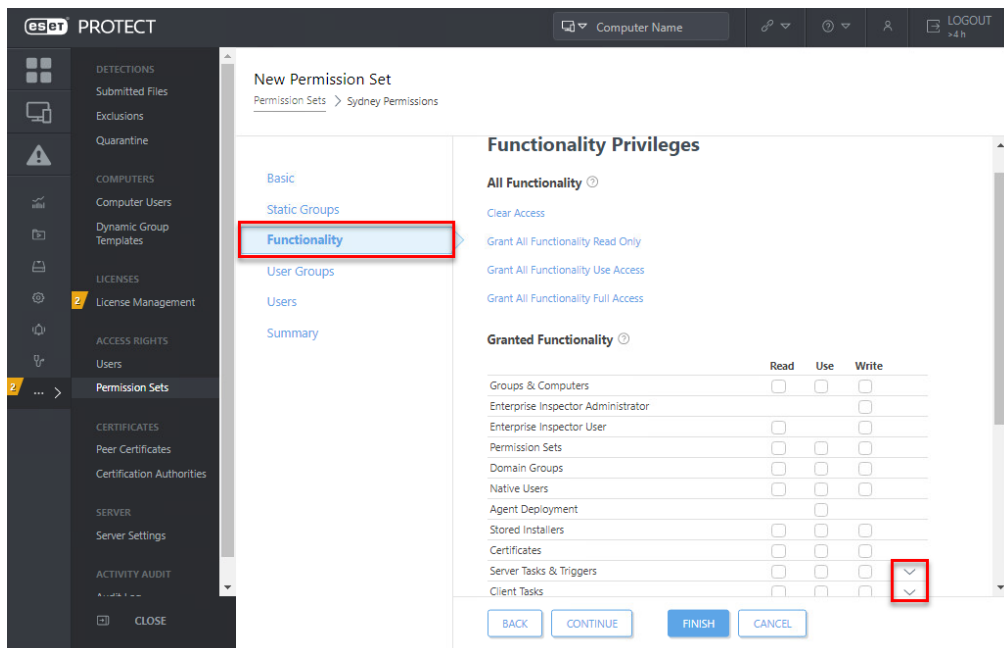 eset PROTECT
Computer Name
LOGOUT
>4 h
DETECTIONS
Submitted Files
Exclusions
Quarantine
COMPUTERS
Computer Users
Dynamic Group
Templates
LICENSES
2
License Management
ACCESS RIGHTS
Users
2
...
Permission Sets
CERTIFICATES
Peer Certificates
Certification Authorities
SERVER
Server Settings
ACTIVITY AUDIT
Audit Log
CLOSE
New Permission Set
Permission Sets > Sydney Permissions
Basic
Static Groups
Functionality
User Groups
Users
Summary
Functionality Privileges
All Functionality ?
Clear Access
Grant All Functionality Read Only
Grant All Functionality Use Access
Grant All Functionality Full Access
Granted Functionality ?
Read Use Write
Groups & Computers
Enterprise Inspector Administrator
Enterprise Inspector User
Permission Sets
Domain Groups
Native Users
Agent Deployment
Stored Installers
Certificates
Server Tasks & Triggers
Client Tasks
BACK CONTINUE FINISH CANCEL